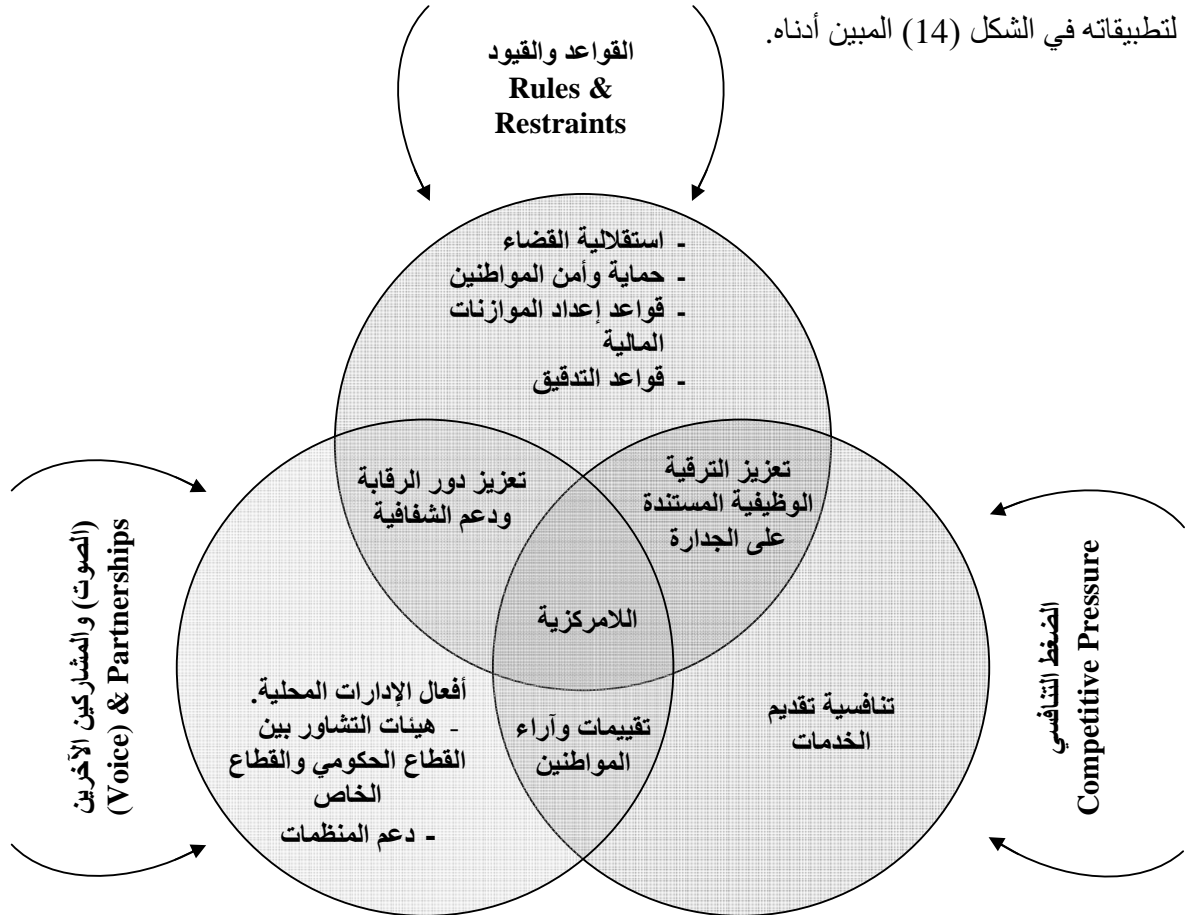 لتطبيقاته في الشكل (14) المبين أدناه.
القواعد والقيود
Rules &
Restraints
- استقلالية القضاء
- حماية وأمن المواطنين
- قواعد إعداد الموازنات
المالية
- قواعد التدقيق
تعزيز الترقية
الوظيفية المستندة
على الجدارة
تعزيز دور الرقابة
ودعم الشفافية
اللامركزية
(الصوت) والمشاركين الآخرين
(Voice) & Partnerships
الضغط التنافسي
Competitive Pressure
أفعال الإدارات المحلية.
- هيئات التشاور بين
القطاع الحكومي والقطاع
الخاص
- دعم المنظمات
تقييمات وآراء
المواطنين
تنافسية تقديم
الخدمات